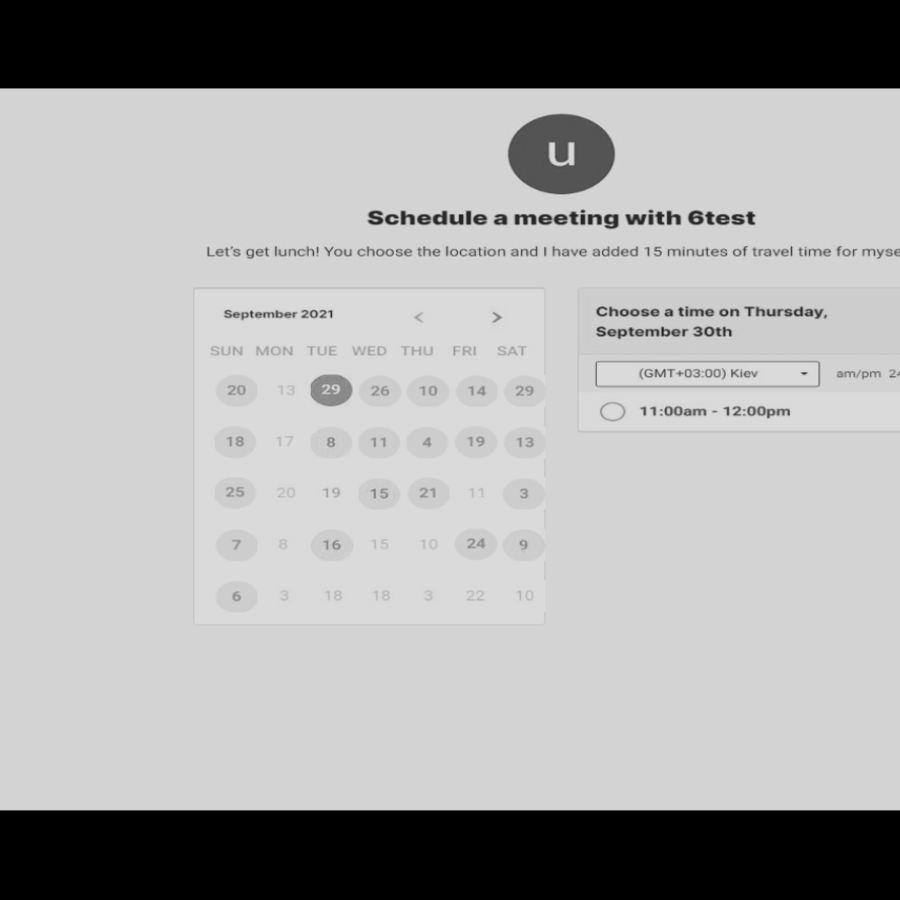 u
Schedule a meeting with 6test
Let's get lunch! You choose the location and I have added 15 minutes of travel time for myse
September 2021 < >
SUN MON TUE WED THU FRI SAT
20 13 29 26 10 14 29
18 17 8 11 4 19 13
25 20 19 15 21 11 3
7 8 16 15 10 24 9
6 3 18 18 3 22 10
Choose a time on Thursday,
September 30th
(GMT+03:00) Kiev am/pm 24
11:00am - 12:00pm